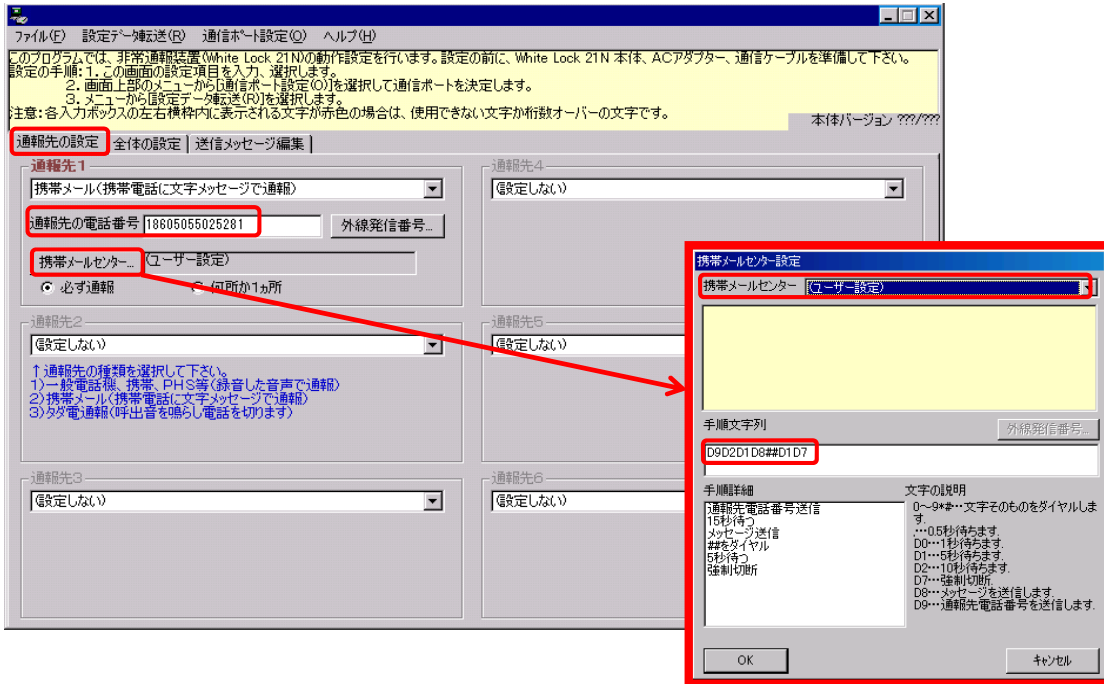 ファイル(F) 設定データ転送(R) 通信ポート設定(O) ヘルプ(H)
このプログラムでは、非常通報装置(White Lock 21N)の動作設定を行います。設定の前に、White Lock 21N 本体、ACアダプター、通信ケーブルを準備して下さい。
設定の手順:1. この画面の設定項目を入力、選択します。
2. 画面上部のメニューから[通信ポート設定(O)]を選択して通信ポートを決定します。
3. メニューから[設定データ転送(R)]を選択します。
注意:各入力ボックスの左右横枠内に表示される文字が赤色の場合は、使用できない文字か桁数オーバーの文字です。
本体バージョン ???/???
通報先の設定 全体の設定 送信メッセージ編集
通報先1
携帯メール(携帯電話に文字メッセージで通報)
通報先の電話番号 18605055025281 外線発信番号...
携帯メールセンター... (ユーザー設定)
必ず通報 何所か1ヵ所
通報先2
(設定しない)
↑通報先の種類を選択して下さい。
1)一般電話機、携帯、PHS等(録音した音声で通報)
2)携帯メール(携帯電話に文字メッセージで通報)
3)タダ電通報(呼出音を鳴らし電話を切ります)
通報先3
(設定しない)
通報先4
(設定しない)
通報先5
(設定しない)
通報先6
(設定しない)
携帯メールセンター設定
携帯メールセンター (ユーザー設定)
手順文字列 外線発信番号...
D9D2D1D8##D1D7
手順詳細
通報先電話番号送信
15秒待つ
メッセージ送信
##をダイヤル
5秒待つ
強制切断
文字の説明
0~9*#…文字そのものをダイヤルしま
す.
,…0.5秒待ちます.
D0…1秒待ちます.
D1…5秒待ちます.
D2…10秒待ちます.
D7…強制切断.
D8…メッセージを送信します.
D9…通報先電話番号を送信します.
OK キャンセル